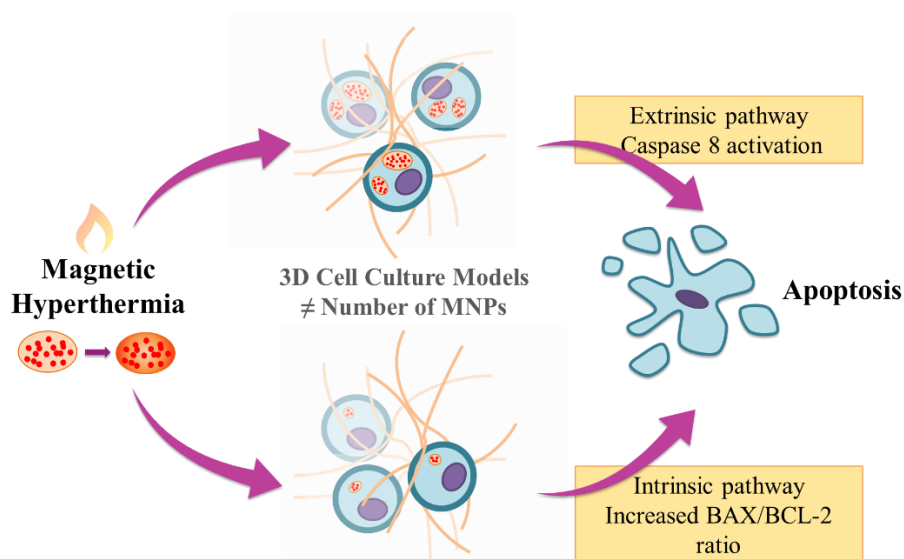 Extrinsic pathway
Caspase 8 activation
Magnetic
Hyperthermia
3D Cell Culture Models
≠ Number of MNPs
Apoptosis
Intrinsic pathway
Increased BAX/BCL-2
ratio